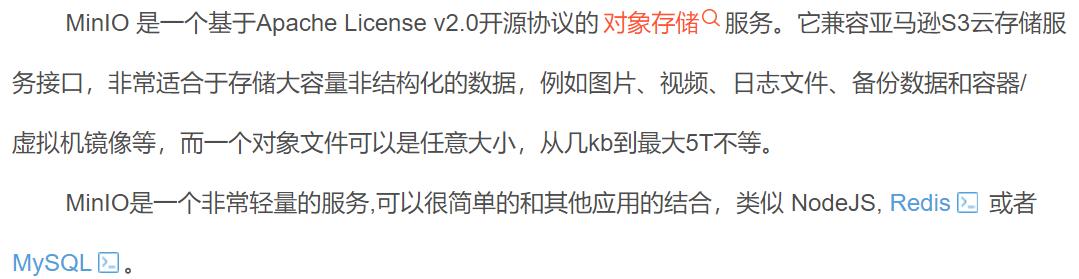 MinIO 是一个基于Apache License v2.0开源协议的 对象存储 服务。它兼容亚马逊S3云存储服
务接口，非常适合于存储大容量非结构化的数据，例如图片、视频、日志文件、备份数据和容器/
虚拟机镜像等，而一个对象文件可以是任意大小，从几kb到最大5T不等。
MinIO是一个非常轻量的服务,可以很简单的和其他应用的结合，类似 NodeJS, Redis 或者
MySQL 。